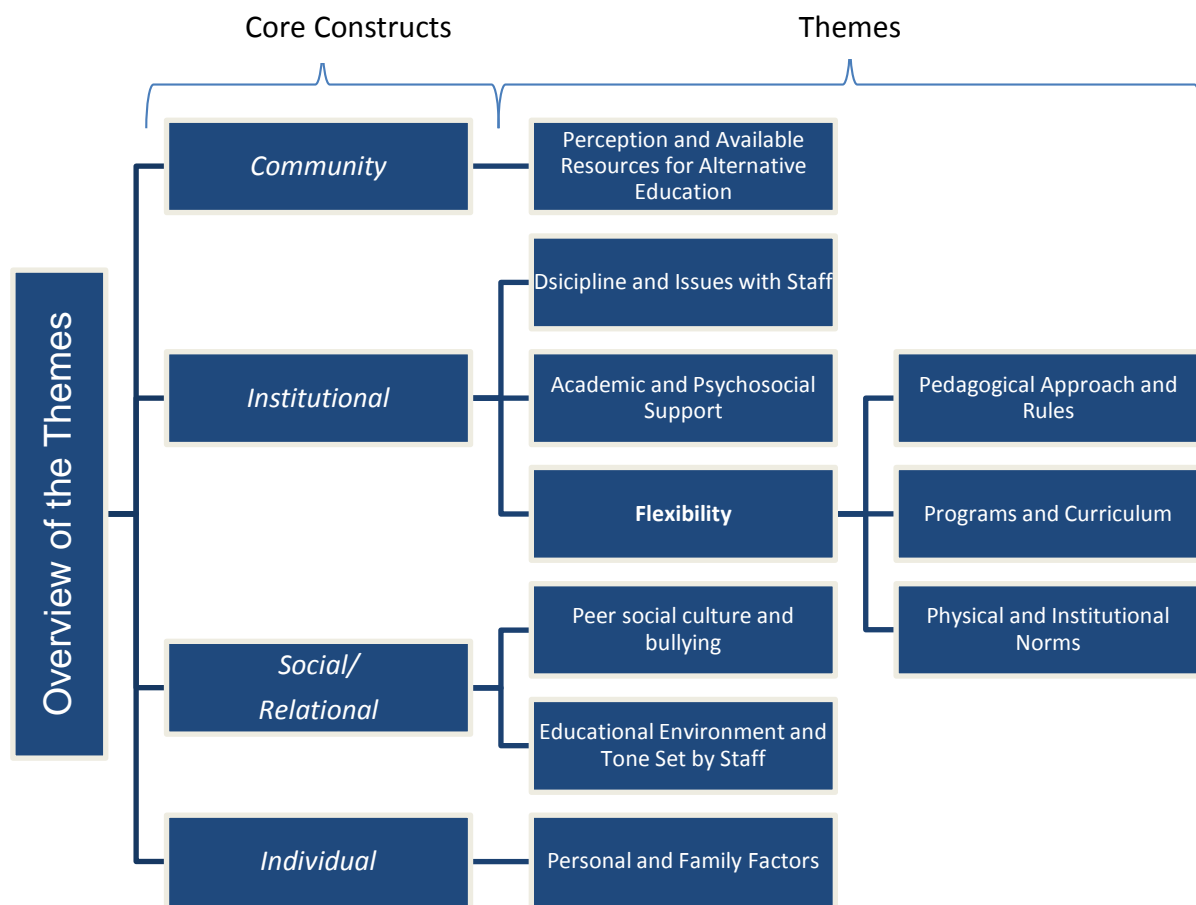 Core Constructs
Themes
Overview of the Themes
Community
Perception and Available
Resources for Alternative
Education
Institutional
Dsicipline and Issues with Staff
Academic and Psychosocial
Support
Flexibility
Pedagogical Approach and
Rules
Programs and Curriculum
Physical and Institutional
Norms
Social/
Relational
Peer social culture and
bullying
Educational Environment and
Tone Set by Staff
Individual
Personal and Family Factors